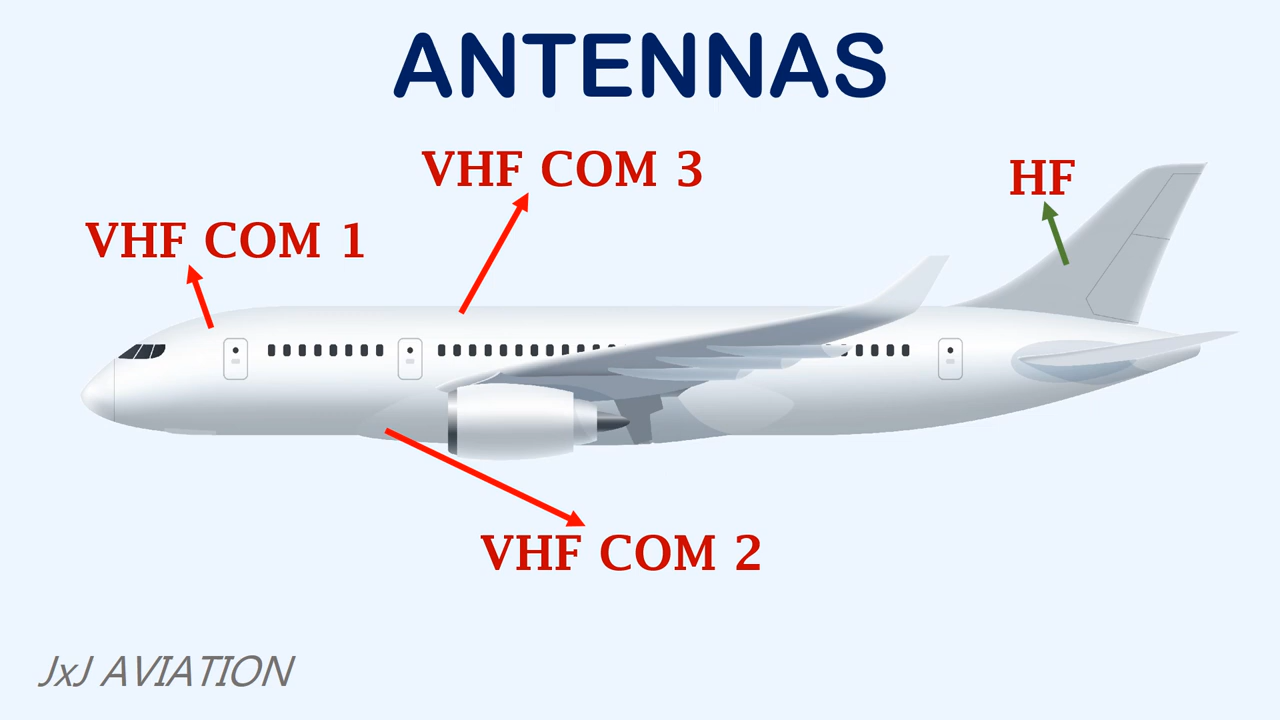 ANTENNAS
VHF COM 3
HF
VHF COM 1
VHF COM 2
JxJ AVIATION